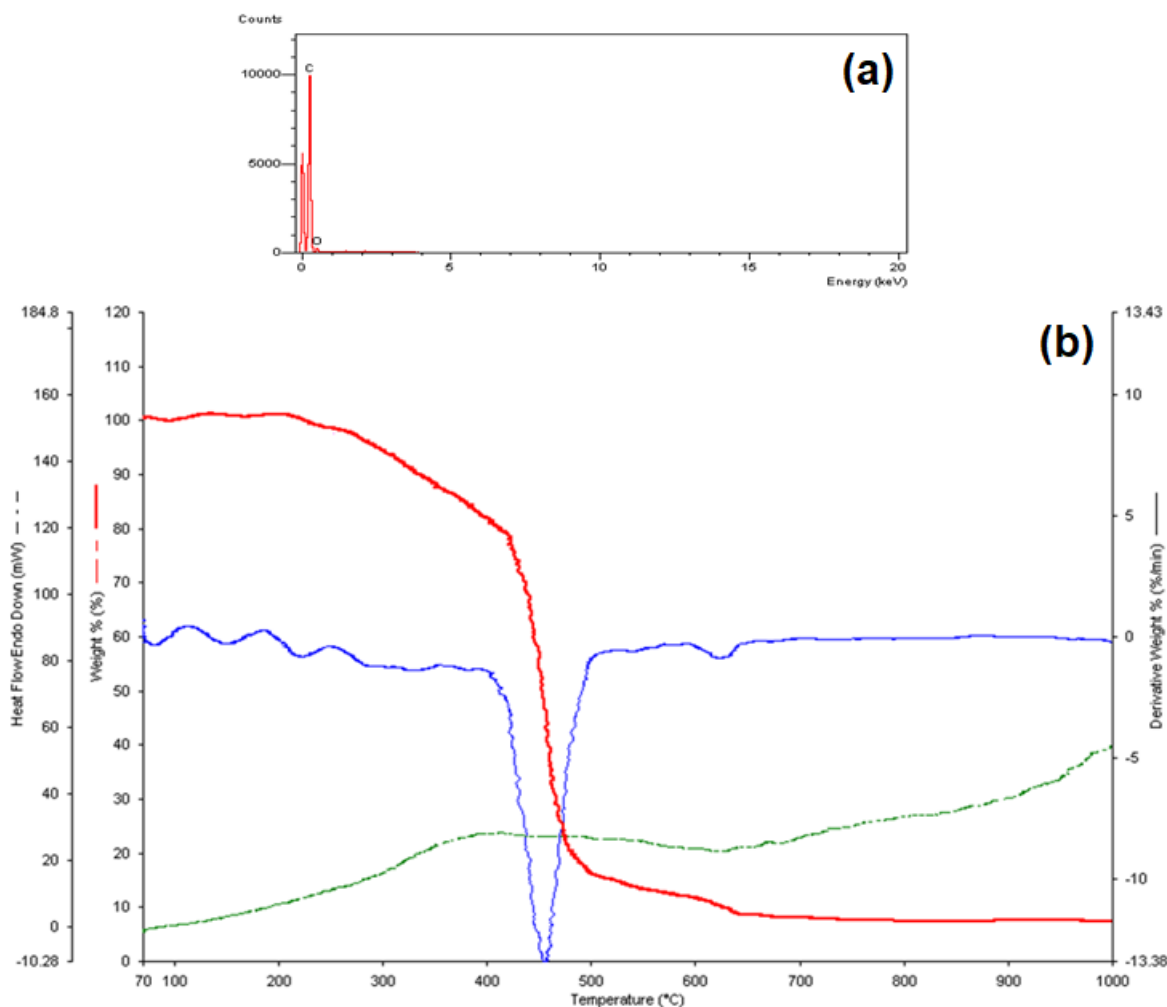 Counts
(a)
10000
C
5000
O
0
0 5 10 15 20
Energy (keV)
184.8 120 13.43
(b)
110
160 100 10
140 90
120 80 5
100 70
60 0
80
50
60
40 -5
40 30
20 20
10 -10
0
-10.28 0 -13.38
70 100 200 300 400 500 600 700 800 900 1000
Temperature (°C)
Heat Flow Endo Down (mW)
Weight % (%)
Derivative Weight % (%/min)